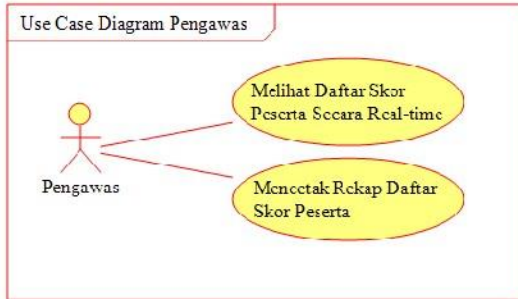 Use Case Diagram Pengawas
Melihat Daftar Skor
Peserta Secara Real-time
Pengawas
Mencetak Rekap Daftar
Skor Peserta